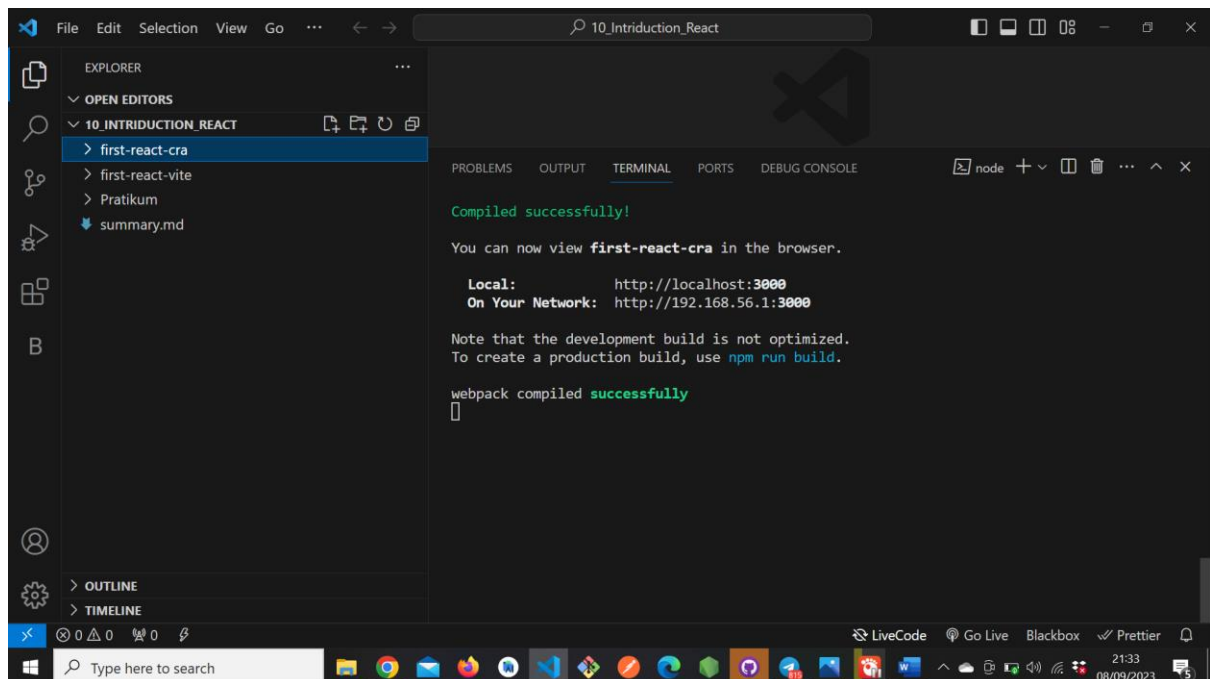 File Edit Selection View Go ··· 10_Intriduction_React
EXPLORER ···
OPEN EDITORS
10_INTRIDUCTION_REACT
first-react-cra
first-react-vite
Pratikum
summary.md
OUTLINE
TIMELINE
PROBLEMS OUTPUT TERMINAL PORTS DEBUG CONSOLE node
Compiled successfully!
You can now view first-react-cra in the browser.
Local: http://localhost:3000
On Your Network: http://192.168.56.1:3000
Note that the development build is not optimized.
To create a production build, use npm run build.
webpack compiled successfully
0 0 0 LiveCode Go Live Blackbox Prettier
Type here to search 21:33
08/09/2023